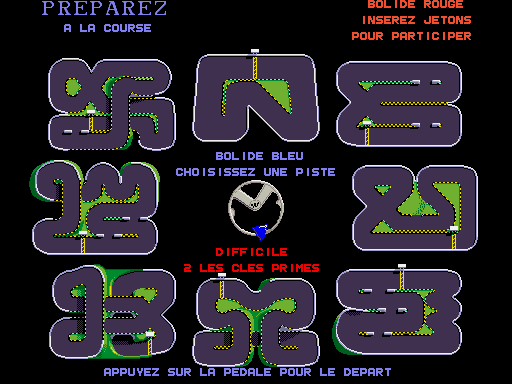 PREPAREZ
A LA COURSE
BOLIDE ROUGE
INSEREZ JETONS
POUR PARTICIPER
BOLIDE BLEU
CHOISISSEZ UNE PISTE
DIFFICILE
2 LES CLES PRIMES
APPUYEZ SUR LA PEDALE POUR LE DEPART